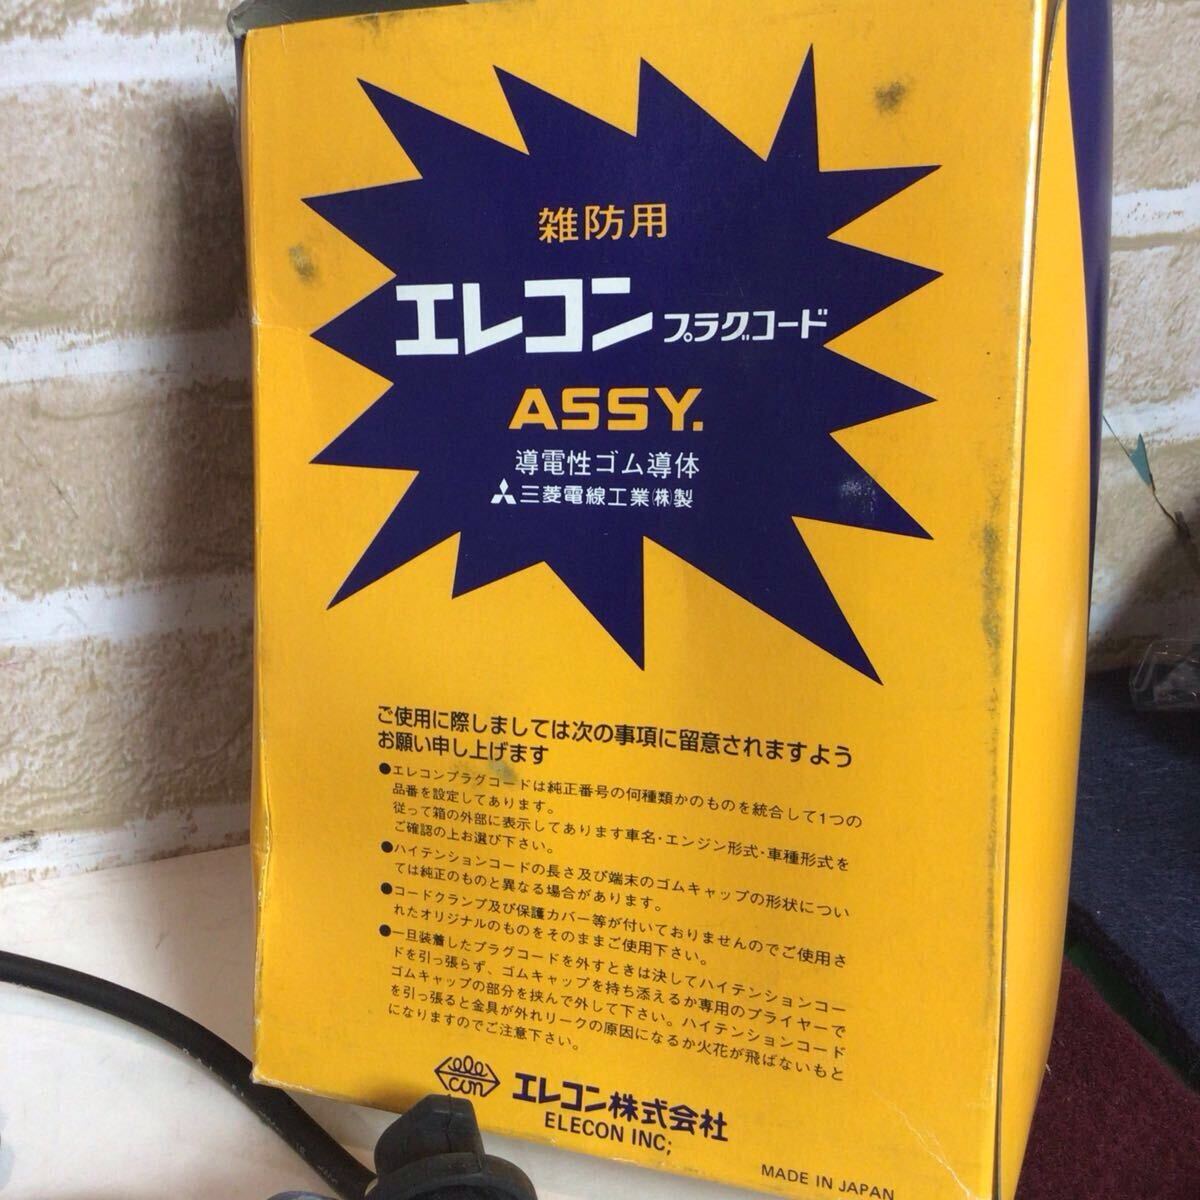 雑防用
エレコン プラグコード
ASSY.
導電性ゴム導体
三菱電線工業㈱製
ご使用に際しましては次の事項に留意されますよう
お願い申し上げます
●エレコンプラグコードは純正番号の何種類かのものを統合して1つの
品番を設定してあります。
従って箱の外部に表示してあります車名・エンジン形式・車種形式を
ご確認の上お選び下さい。
●ハイテンションコードの長さ及び端末のゴムキャップの形状につい
ては純正のものと異なる場合があります。
●コードクランプ及び保護カバー等が付いておりませんのでご使用さ
れたオリジナルのものをそのままご使用下さい。
●一旦装着したプラグコードを外すときは決してハイテンションコー
ドを引っ張らず、ゴムキャップを持ち添えるか専用のプライヤーで
ゴムキャップの部分を挟んで外して下さい。ハイテンションコード
を引っ張ると金具が外れリークの原因になるか火花が飛ばないもと
になりますのでご注意下さい。
ele
con
エレコン株式会社
ELECON INC;
MADE IN JAPAN